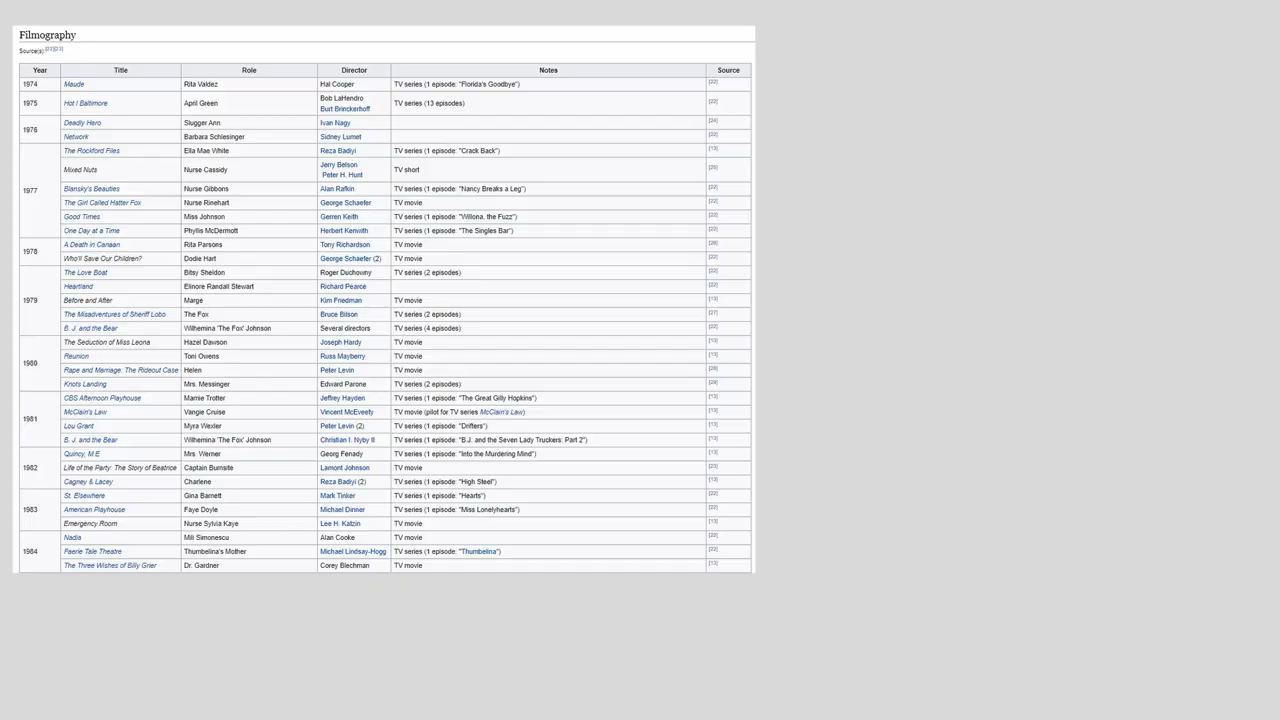 Filmography
Source(s):[22][23]
Year Title Role Director Notes Source
1974 Maude Rita Valdez Hal Cooper TV series (1 episode: "Florida's Goodbye") [22]
1975 Hot l Baltimore April Green Bob LaHendro Burt Brinckerhoff TV series (13 episodes) [22]
1976 Deadly Hero Slugger Ann Ivan Nagy [24]
Network Barbara Schlesinger Sidney Lumet [22]
1977 The Rockford Files Ella Mae White Reza Badiyi TV series (1 episode: "Crack Back") [13]
Mixed Nuts Nurse Cassidy Jerry Belson Peter H. Hunt TV short [25]
Blansky's Beauties Nurse Gibbons Alan Rafkin TV series (1 episode: "Nancy Breaks a Leg") [22]
The Girl Called Hatter Fox Nurse Rinehart George Schaefer TV movie [22]
Good Times Miss Johnson Gerren Keith TV series (1 episode: "Willona, the Fuzz") [22]
One Day at a Time Phyllis McDermott Herbert Kenwith TV series (1 episode: "The Singles Bar") [22]
1978 A Death in Canaan Rita Parsons Tony Richardson TV movie [26]
Who'll Save Our Children? Dodie Hart George Schaefer (2) TV movie [22]
1979 The Love Boat Bitsy Sheldon Roger Duchowny TV series (2 episodes) [22]
Heartland Elinore Randall Stewart Richard Pearce [22]
Before and After Marge Kim Friedman TV movie [13]
The Misadventures of Sheriff Lobo The Fox Bruce Bilson TV series (2 episodes) [27]
B. J. and the Bear Wilhemina 'The Fox' Johnson Several directors TV series (4 episodes) [22]
1980 The Seduction of Miss Leona Hazel Dawson Joseph Hardy TV movie [13]
Reunion Toni Owens Russ Mayberry TV movie [13]
Rape and Marriage: The Rideout Case Helen Peter Levin TV movie [28]
Knots Landing Mrs. Messinger Edward Parone TV series (2 episodes) [28]
1981 CBS Afternoon Playhouse Mamie Trotter Jeffrey Hayden TV series (1 episode: "The Great Gilly Hopkins") [13]
McClain's Law Vangie Cruise Vincent McEveety TV movie (pilot for TV series McClain's Law) [13]
Lou Grant Myra Wexler Peter Levin (2) TV series (1 episode: "Drifters") [13]
B. J. and the Bear Wilhemina 'The Fox' Johnson Christian I. Nyby II TV series (1 episode: "B.J. and the Seven Lady Truckers: Part 2") [13]
1982 Quincy, M.E Mrs. Werner Georg Fenady TV series (1 episode: "Into the Murdering Mind") [13]
Life of the Party: The Story of Beatrice Captain Burnsite Lamont Johnson TV movie [23]
Cagney & Lacey Charlene Reza Badiyi (2) TV series (1 episode: "High Steel") [13]
1983 St. Elsewhere Gina Barnett Mark Tinker TV series (1 episode: "Hearts") [22]
American Playhouse Faye Doyle Michael Dinner TV series (1 episode: "Miss Lonelyhearts") [22]
Emergency Room Nurse Sylvia Kaye Lee H. Katzin TV movie [13]
1984 Nadia Mili Simonescu Alan Cooke TV movie [22]
Faerie Tale Theatre Thumbelina's Mother Michael Lindsay-Hogg TV series (1 episode: "Thumbelina") [22]
The Three Wishes of Billy Grier Dr. Gardner Corey Blechman TV movie [13]